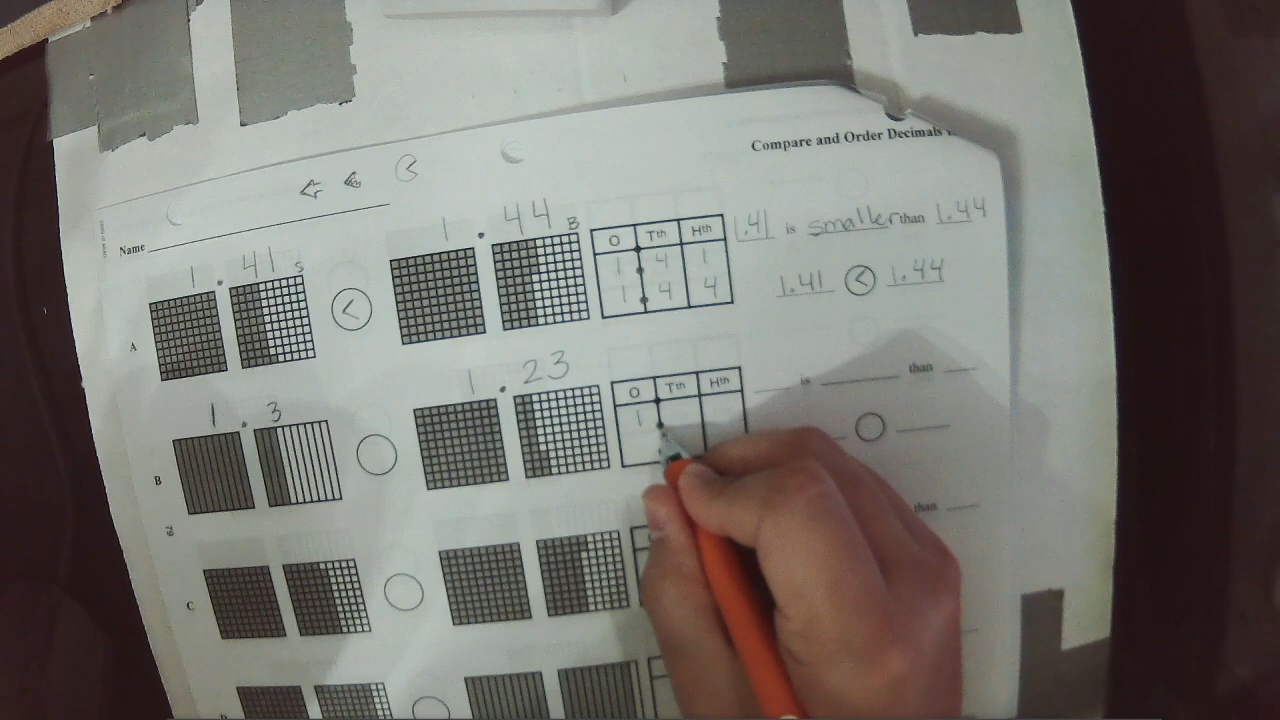 Compare and Order Decimals
Name
1 . 41 s
<
1 . 44 B
O Tth Hth
1 . 4 1
1 . 4 4
1.41 is smaller than 1.44
1.41 < 1.44
A
1 . 3
1 . 23
O Tth Hth
1 .
is than
B
than
C
79